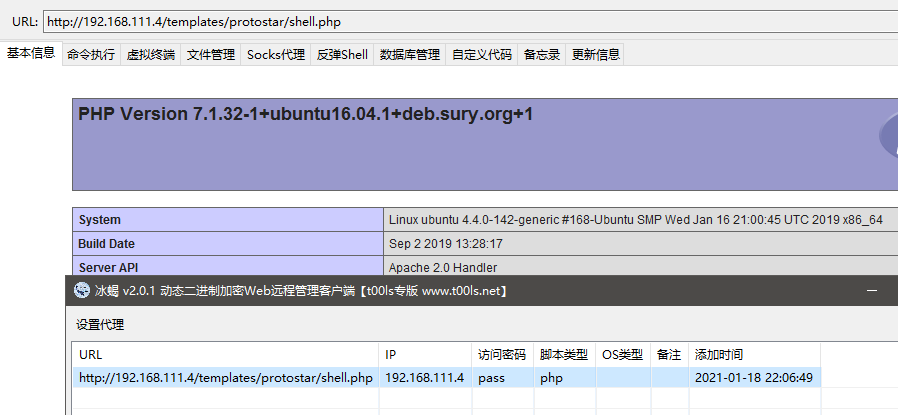 URL: http://192.168.111.4/templates/protostar/shell.php
基本信息 命令执行 虚拟终端 文件管理 Socks代理 反弹Shell 数据库管理 自定义代码 备忘录 更新信息
PHP Version 7.1.32-1+ubuntu16.04.1+deb.sury.org+1
System Linux ubuntu 4.4.0-142-generic #168-Ubuntu SMP Wed Jan 16 21:00:45 UTC 2019 x86_64
Build Date Sep 2 2019 13:28:17
Server API Apache 2.0 Handler
冰蝎 v2.0.1 动态二进制加密Web远程管理客户端【t00ls专版 www.t00ls.net】
设置代理
URL IP 访问密码 脚本类型 OS类型 备注 添加时间
http://192.168.111.4/templates/protostar/shell.php 192.168.111.4 pass php 2021-01-18 22:06:49